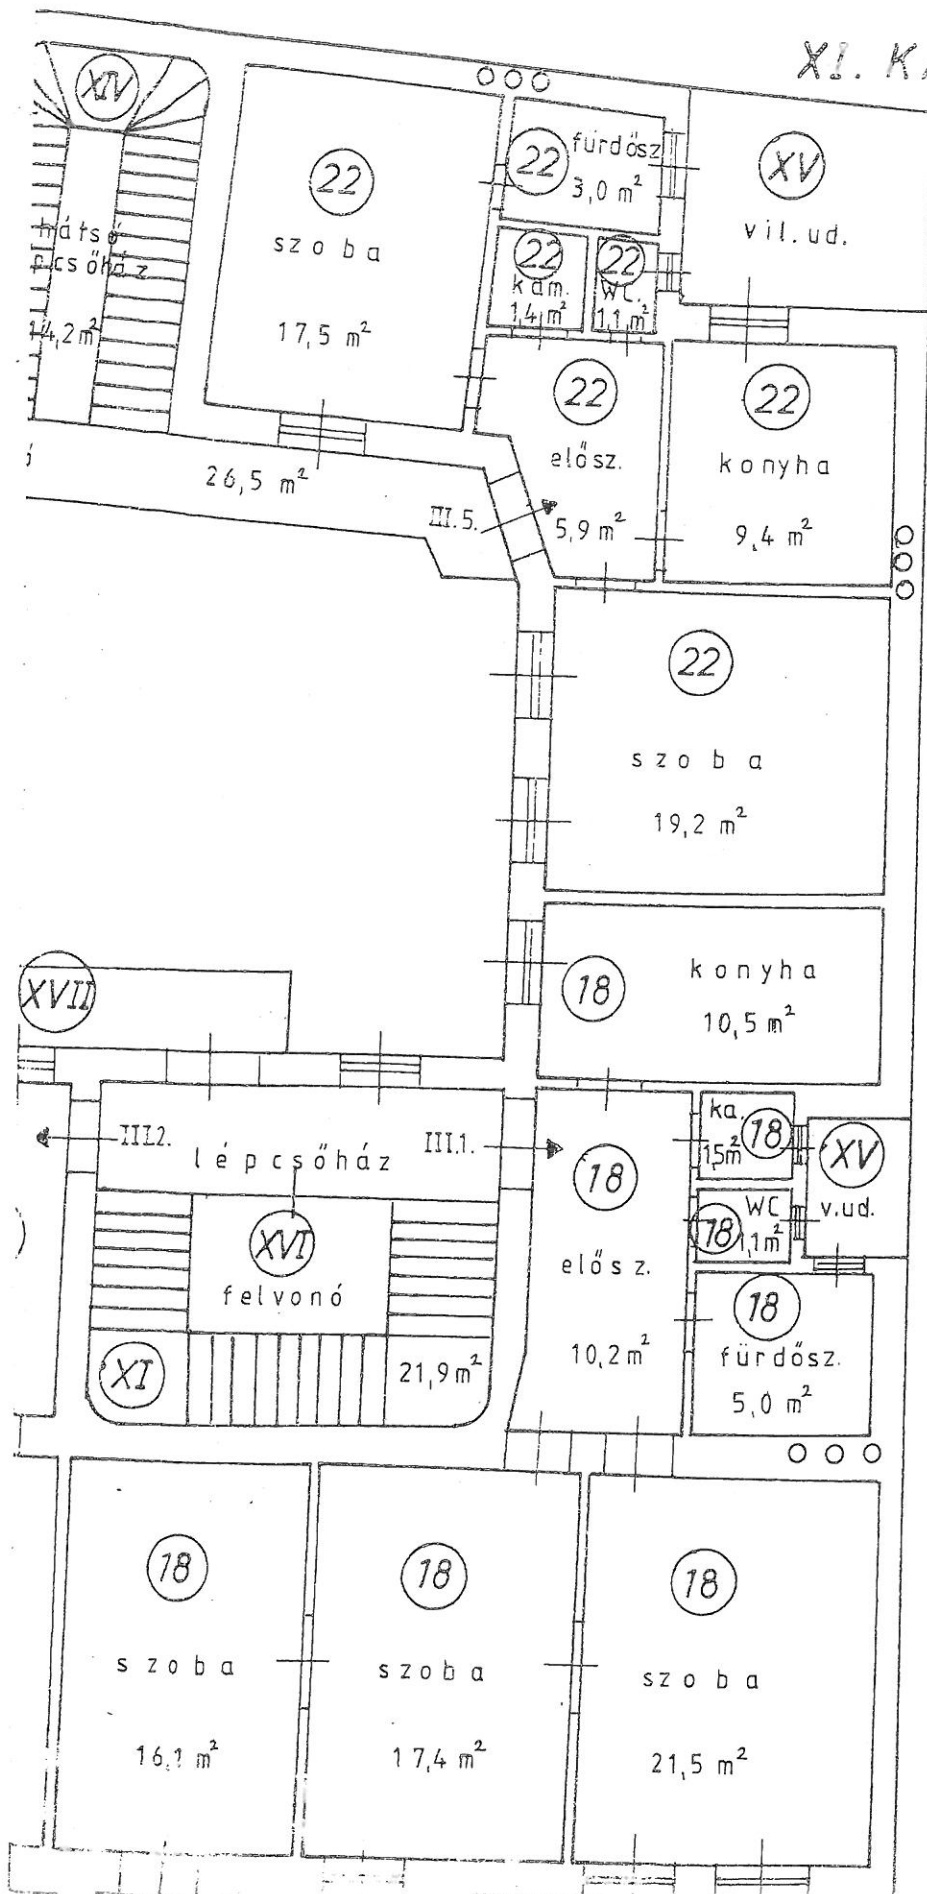 XI. K
XIV
22
szoba
17,5 m²
22
fürdősz
3,0 m²
XV
vil.ud.
hátsó
csőház
14,2 m²
22
kam.
1,4 m²
22
WC.
1,1 m²
22
elősz.
5,9 m²
22
konyha
9,4 m²
26,5 m²
III.5.
22
szoba
19,2 m²
18
konyha
10,5 m²
XVII
III.2.
lépcsőház
III.1.
XVI
felvonó
XI
21,9 m²
18
elősz.
10,2 m²
ka.
18
1,5 m²
XV
v.ud.
WC
18
1,1 m²
18
fürdősz.
5,0 m²
18
szoba
16,1 m²
18
szoba
17,4 m²
18
szoba
21,5 m²